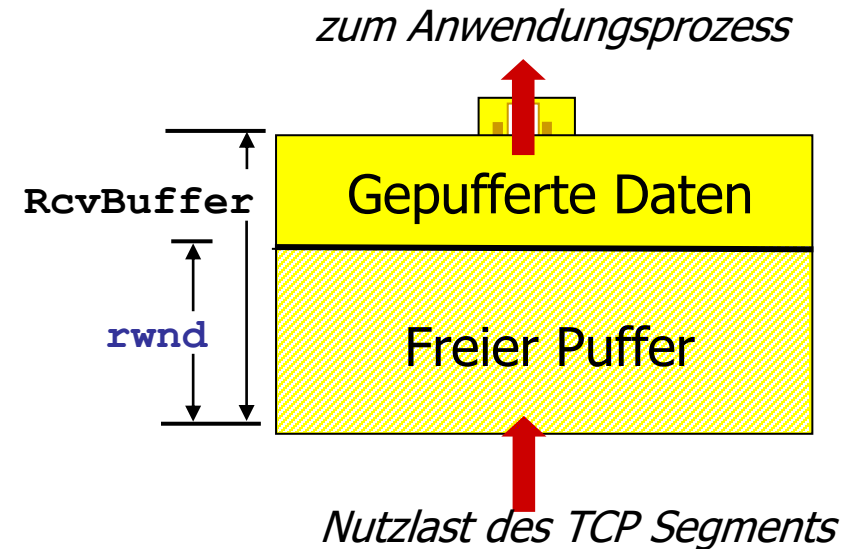 zum Anwendungsprozess
RcvBuffer
Gepufferte Daten
rwnd
Freier Puffer
Nutzlast des TCP Segments